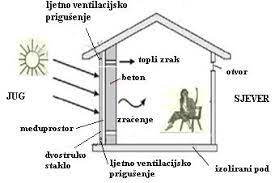 ljetno ventilacijsko
prigušenje
topli zrak
beton
otvor
JUG
SJEVER
zračenje
međuprostor
dvostruko
staklo
ljetno ventilacijsko
prigušenje
izolirani pod